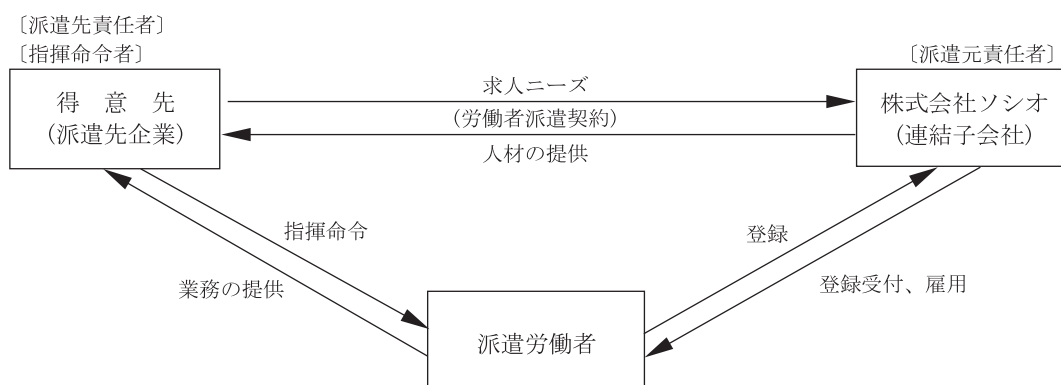 〔派遣先責任者〕
〔指揮命令者〕
〔派遣元責任者〕
得 意 先
(派遣先企業)
求人ニーズ
(労働者派遣契約)
人材の提供
株式会社ソシオ
(連結子会社)
指揮命令
業務の提供
登録
登録受付、雇用
派遣労働者